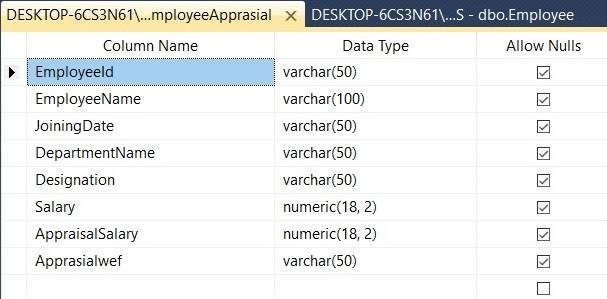 DESKTOP-6CS3N61\...mployeeApprasial DESKTOP-6CS3N61\...S - dbo.Employee
Column Name Data Type Allow Nulls
EmployeeId varchar(50)
EmployeeName varchar(100)
JoiningDate varchar(50)
DepartmentName varchar(50)
Designation varchar(50)
Salary numeric(18, 2)
AppraisalSalary numeric(18, 2)
Apprasialwef varchar(50)